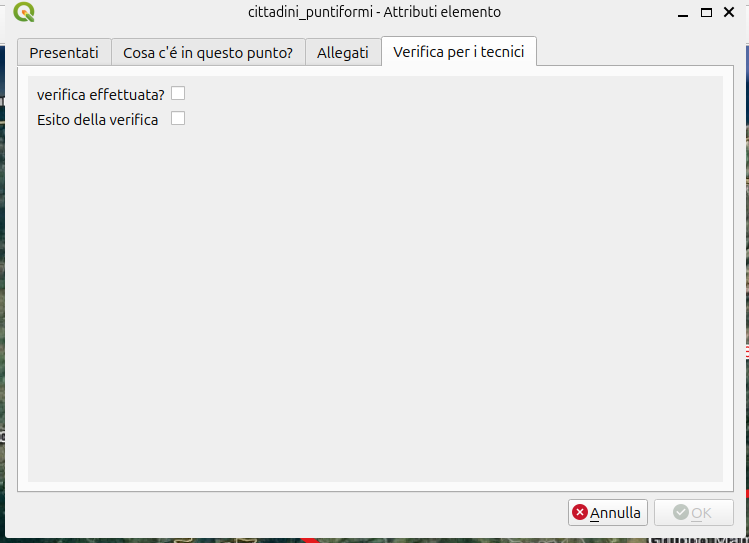 cittadini_puntiformi - Attributi elemento
Presentati Cosa c'é in questo punto? Allegati Verifica per i tecnici
verifica effettuata?
Esito della verifica
Annulla OK